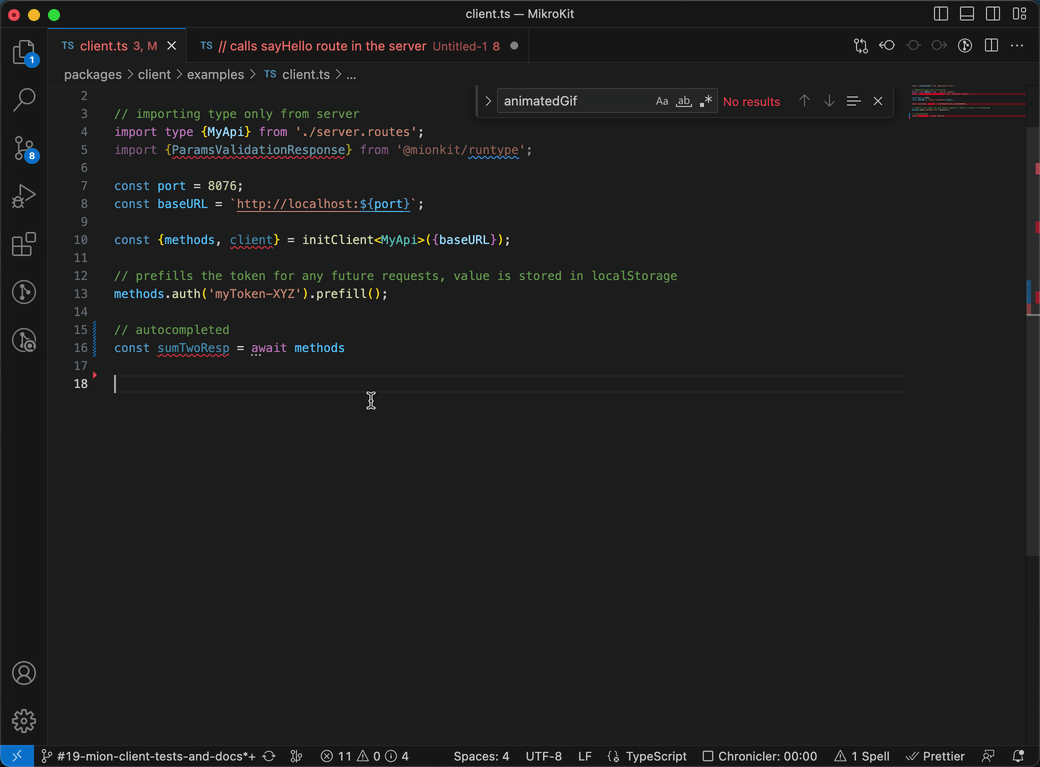 client.ts — MikroKit
TS client.ts 3, M
TS // calls sayHello route in the server Untitled-1 8
packages > client > examples > TS client.ts > ...
animatedGif Aa ab .* No results
1
8
2
3 // importing type only from server
4 import type {MyApi} from './server.routes';
5 import {ParamsValidationResponse} from '@mionkit/runtype';
6
7 const port = 8076;
8 const baseURL = `http://localhost:${port}`;
9
10 const {methods, client} = initClient<MyApi>({baseURL});
11
12 // prefills the token for any future requests, value is stored in localStorage
13 methods.auth('myToken-XYZ').prefill();
14
15 // autocompleted
16 const sumTwoResp = await methods
17
18
#19-mion-client-tests-and-docs*+ 11 0 4 Spaces: 4 UTF-8 LF {} TypeScript Chronicler: 00:00 1 Spell Prettier